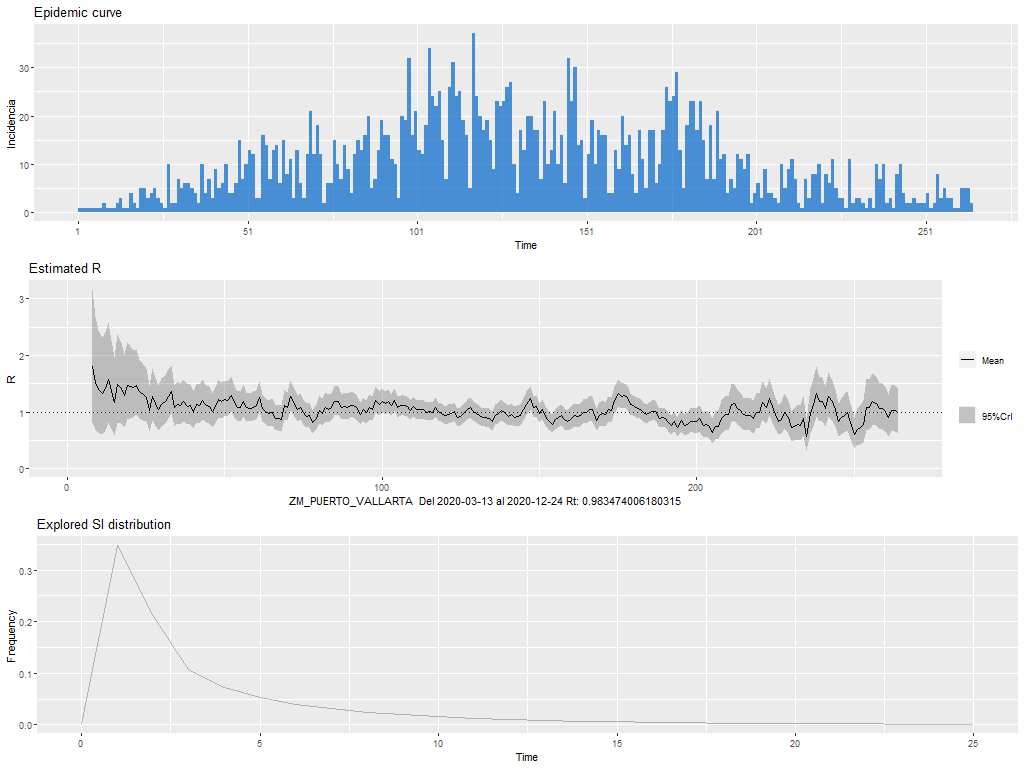 Epidemic curve
Incidencia
30
20
10
0
1
51
101
151
201
251
Time
Estimated R
R
3
2
1
0
0
100
200
Mean
95%CrI
ZM_PUERTO_VALLARTA Del 2020-03-13 al 2020-12-24 Rt: 0.983474006180315
Explored SI distribution
Frequency
0.3
0.2
0.1
0.0
0
5
10
15
20
25
Time